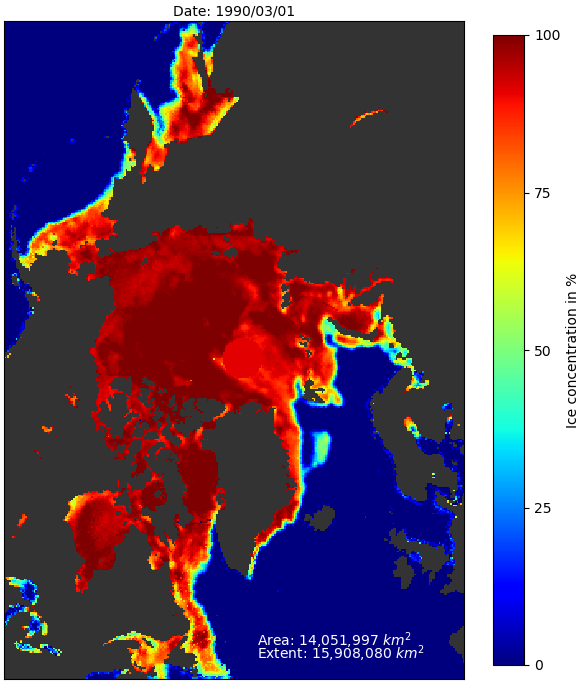 Date: 1990/03/01
100
75
50
25
0
Ice concentration in %
Area: 14,051,997 km²
Extent: 15,908,080 km²